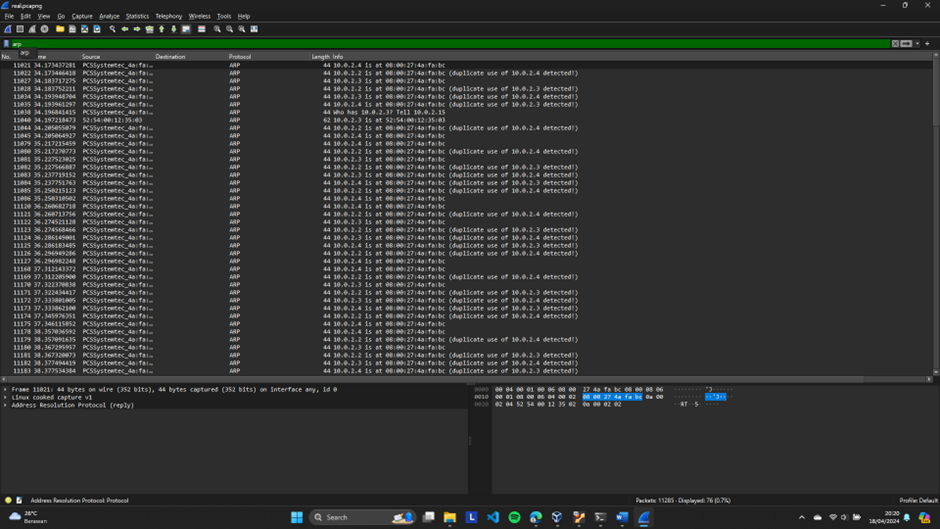 real.pcapng
File Edit View Go Capture Analyze Statistics Telephony Wireless Tools Help
arp
No. arp me Source Destination Protocol Length Info
11021 34.173437281 PCSSystemtec_4a:fa:… ARP 44 10.0.2.4 is at 08:00:27:4a:fa:bc
11022 34.173446418 PCSSystemtec_4a:fa:… ARP 44 10.0.2.2 is at 08:00:27:4a:fa:bc (duplicate use of 10.0.2.4 detected!)
11027 34.183717275 PCSSystemtec_4a:fa:… ARP 44 10.0.2.3 is at 08:00:27:4a:fa:bc
11028 34.183752211 PCSSystemtec_4a:fa:… ARP 44 10.0.2.2 is at 08:00:27:4a:fa:bc (duplicate use of 10.0.2.3 detected!)
11034 34.193948704 PCSSystemtec_4a:fa:… ARP 44 10.0.2.4 is at 08:00:27:4a:fa:bc (duplicate use of 10.0.2.3 detected!)
11035 34.193961297 PCSSystemtec_4a:fa:… ARP 44 10.0.2.3 is at 08:00:27:4a:fa:bc (duplicate use of 10.0.2.4 detected!)
11038 34.196841415 PCSSystemtec_4a:fa:… ARP 44 Who has 10.0.2.3? Tell 10.0.2.15
11040 34.197218473 52:54:00:12:35:03 ARP 62 10.0.2.3 is at 52:54:00:12:35:03
11044 34.205055079 PCSSystemtec_4a:fa:… ARP 44 10.0.2.2 is at 08:00:27:4a:fa:bc (duplicate use of 10.0.2.4 detected!)
11045 34.205064927 PCSSystemtec_4a:fa:… ARP 44 10.0.2.4 is at 08:00:27:4a:fa:bc
11079 35.217215459 PCSSystemtec_4a:fa:… ARP 44 10.0.2.4 is at 08:00:27:4a:fa:bc
11080 35.217270773 PCSSystemtec_4a:fa:… ARP 44 10.0.2.2 is at 08:00:27:4a:fa:bc (duplicate use of 10.0.2.4 detected!)
11081 35.227523025 PCSSystemtec_4a:fa:… ARP 44 10.0.2.3 is at 08:00:27:4a:fa:bc
11082 35.227566887 PCSSystemtec_4a:fa:… ARP 44 10.0.2.2 is at 08:00:27:4a:fa:bc (duplicate use of 10.0.2.3 detected!)
11083 35.237719152 PCSSystemtec_4a:fa:… ARP 44 10.0.2.4 is at 08:00:27:4a:fa:bc (duplicate use of 10.0.2.3 detected!)
11084 35.237751763 PCSSystemtec_4a:fa:… ARP 44 10.0.2.3 is at 08:00:27:4a:fa:bc (duplicate use of 10.0.2.4 detected!)
11085 35.250215123 PCSSystemtec_4a:fa:… ARP 44 10.0.2.2 is at 08:00:27:4a:fa:bc (duplicate use of 10.0.2.4 detected!)
11086 35.250310502 PCSSystemtec_4a:fa:… ARP 44 10.0.2.4 is at 08:00:27:4a:fa:bc
11120 36.260682718 PCSSystemtec_4a:fa:… ARP 44 10.0.2.4 is at 08:00:27:4a:fa:bc
11121 36.260713756 PCSSystemtec_4a:fa:… ARP 44 10.0.2.2 is at 08:00:27:4a:fa:bc (duplicate use of 10.0.2.4 detected!)
11122 36.274521128 PCSSystemtec_4a:fa:… ARP 44 10.0.2.3 is at 08:00:27:4a:fa:bc
11123 36.274568466 PCSSystemtec_4a:fa:… ARP 44 10.0.2.2 is at 08:00:27:4a:fa:bc (duplicate use of 10.0.2.3 detected!)
11124 36.286149001 PCSSystemtec_4a:fa:… ARP 44 10.0.2.4 is at 08:00:27:4a:fa:bc (duplicate use of 10.0.2.3 detected!)
11125 36.286183485 PCSSystemtec_4a:fa:… ARP 44 10.0.2.3 is at 08:00:27:4a:fa:bc (duplicate use of 10.0.2.4 detected!)
11126 36.296949286 PCSSystemtec_4a:fa:… ARP 44 10.0.2.2 is at 08:00:27:4a:fa:bc (duplicate use of 10.0.2.4 detected!)
11127 36.296982248 PCSSystemtec_4a:fa:… ARP 44 10.0.2.4 is at 08:00:27:4a:fa:bc
11168 37.312143372 PCSSystemtec_4a:fa:… ARP 44 10.0.2.4 is at 08:00:27:4a:fa:bc
11169 37.312205900 PCSSystemtec_4a:fa:… ARP 44 10.0.2.2 is at 08:00:27:4a:fa:bc (duplicate use of 10.0.2.4 detected!)
11170 37.322370838 PCSSystemtec_4a:fa:… ARP 44 10.0.2.3 is at 08:00:27:4a:fa:bc
11171 37.322434417 PCSSystemtec_4a:fa:… ARP 44 10.0.2.2 is at 08:00:27:4a:fa:bc (duplicate use of 10.0.2.3 detected!)
11172 37.333801005 PCSSystemtec_4a:fa:… ARP 44 10.0.2.4 is at 08:00:27:4a:fa:bc (duplicate use of 10.0.2.3 detected!)
11173 37.333862100 PCSSystemtec_4a:fa:… ARP 44 10.0.2.3 is at 08:00:27:4a:fa:bc (duplicate use of 10.0.2.4 detected!)
11174 37.345976351 PCSSystemtec_4a:fa:… ARP 44 10.0.2.2 is at 08:00:27:4a:fa:bc (duplicate use of 10.0.2.4 detected!)
11175 37.346115852 PCSSystemtec_4a:fa:… ARP 44 10.0.2.4 is at 08:00:27:4a:fa:bc
11178 38.357036592 PCSSystemtec_4a:fa:… ARP 44 10.0.2.4 is at 08:00:27:4a:fa:bc
11179 38.357091635 PCSSystemtec_4a:fa:… ARP 44 10.0.2.2 is at 08:00:27:4a:fa:bc (duplicate use of 10.0.2.4 detected!)
11180 38.367295957 PCSSystemtec_4a:fa:… ARP 44 10.0.2.3 is at 08:00:27:4a:fa:bc
11181 38.367320073 PCSSystemtec_4a:fa:… ARP 44 10.0.2.2 is at 08:00:27:4a:fa:bc (duplicate use of 10.0.2.3 detected!)
11182 38.377494419 PCSSystemtec_4a:fa:… ARP 44 10.0.2.4 is at 08:00:27:4a:fa:bc (duplicate use of 10.0.2.3 detected!)
11183 38.377534384 PCSSystemtec_4a:fa:… ARP 44 10.0.2.3 is at 08:00:27:4a:fa:bc (duplicate use of 10.0.2.4 detected!)
Frame 11021: 44 bytes on wire (352 bits), 44 bytes captured (352 bits) on interface any, id 0
Linux cooked capture v1
Address Resolution Protocol (reply)
0000 00 04 00 01 00 06 08 00 27 4a fa bc 00 00 08 06 ········ 'J······
0010 00 01 08 00 06 04 00 02 08 00 27 4a fa bc 0a 00 ········ ··'J····
0020 02 04 52 54 00 12 35 02 0a 00 02 02 ··RT··5· ····
Address Resolution Protocol: Protocol
Packets: 11285 · Displayed: 76 (0.7%)
Profile: Default
26°C
Berawan
Search
20:20
18/04/2024